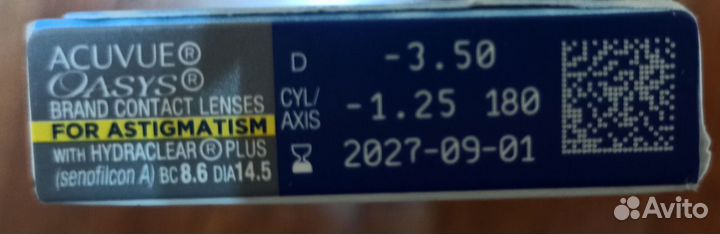 ACUVUE®
OASYS®
BRAND CONTACT LENSES
FOR ASTIGMATISM
WITH HYDRACLEAR® PLUS
(senofilcon A) BC 8.6 DIA 14.5
D -3.50
CYL/AXIS -1.25 180
2027-09-01
Avito